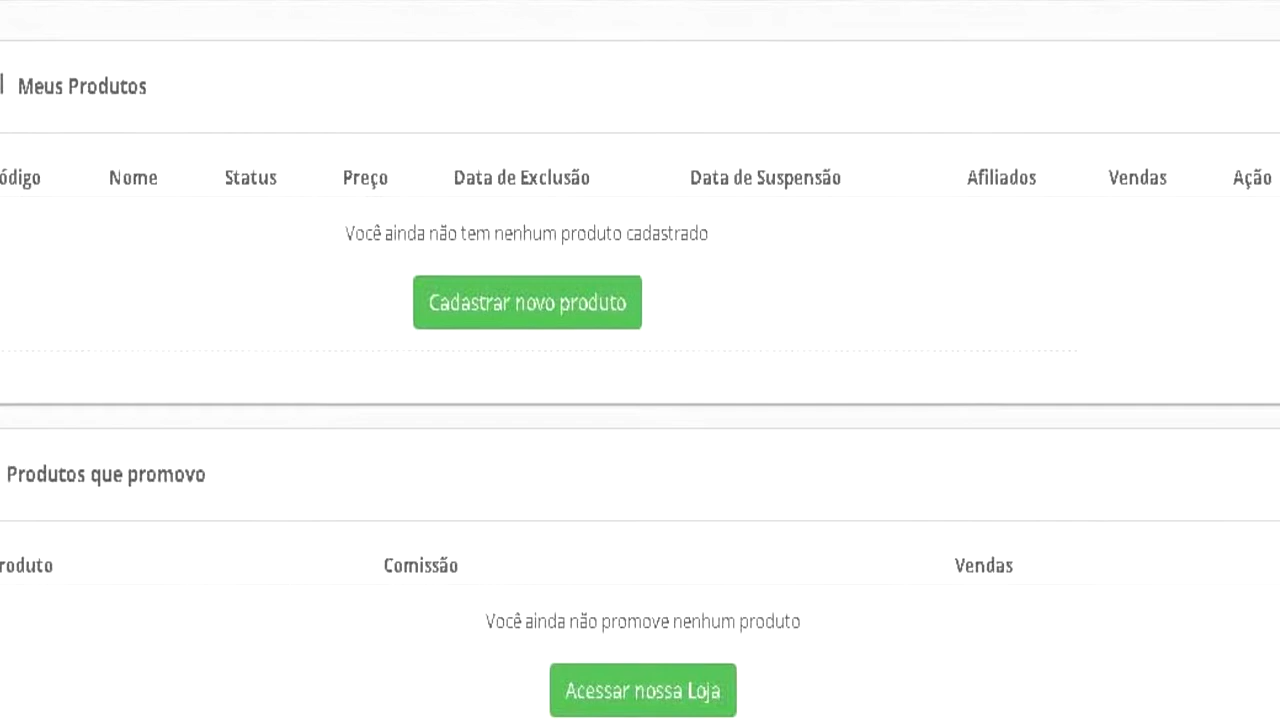 Meus Produtos
ódigo Nome Status Preço Data de Exclusão Data de Suspensão Afiliados Vendas Ação
Você ainda não tem nenhum produto cadastrado
Cadastrar novo produto
Produtos que promovo
roduto Comissão Vendas
Você ainda não promove nenhum produto
Acessar nossa Loja